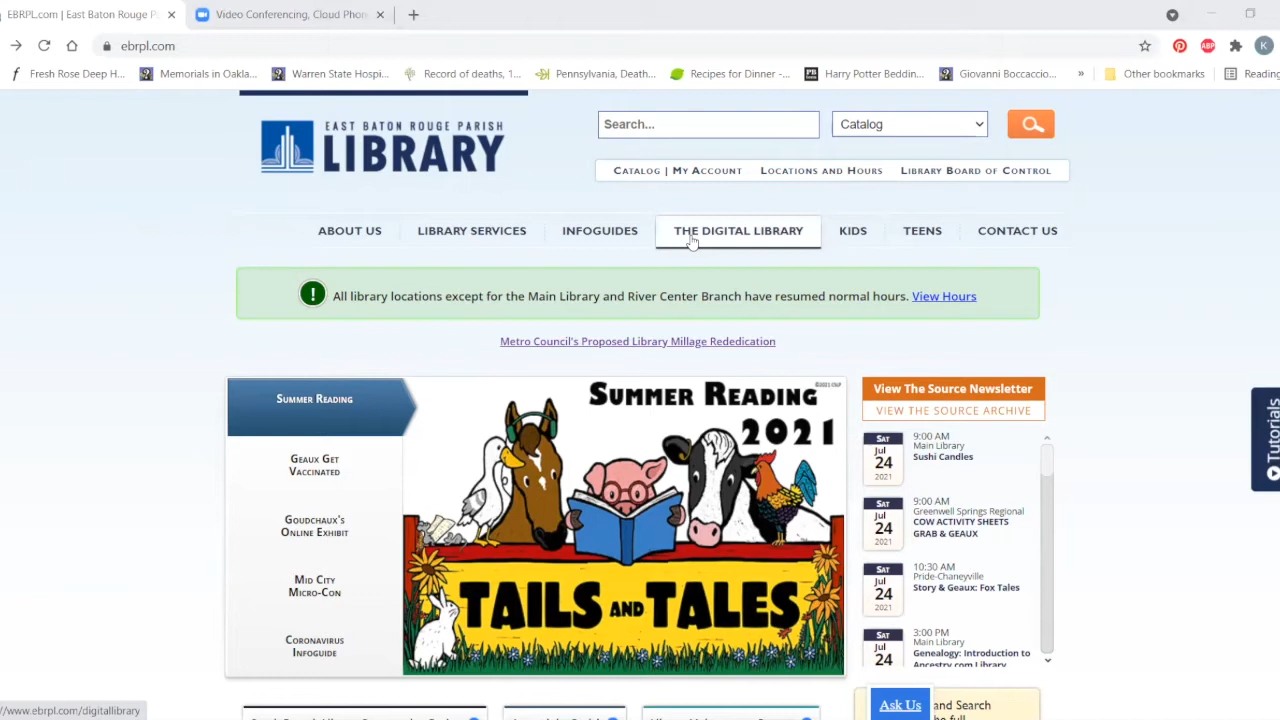 EBRPL.com | East Baton Rouge P
Video Conferencing, Cloud Phon
ebrpl.com
ABP
K
Fresh Rose Deep H...
Memorials in Oakla...
Warren State Hospi...
Record of deaths, 1...
Pennsylvania, Death...
Recipes for Dinner -...
Harry Potter Beddin...
Giovanni Boccaccio...
»
Other bookmarks
Reading
EAST BATON ROUGE PARISH
LIBRARY
Search...
Catalog
CATALOG | MY ACCOUNT
LOCATIONS AND HOURS
LIBRARY BOARD OF CONTROL
ABOUT US
LIBRARY SERVICES
INFOGUIDES
THE DIGITAL LIBRARY
KIDS
TEENS
CONTACT US
! All library locations except for the Main Library and River Center Branch have resumed normal hours. View Hours
Metro Council's Proposed Library Millage Rededication
SUMMER READING
GEAUX GET
VACCINATED
GOUDCHAUX'S
ONLINE EXHIBIT
MID CITY
MICRO-CON
CORONAVIRUS
INFOGUIDE
SUMMER READING
2021
TAILS AND TALES
View The Source Newsletter
VIEW THE SOURCE ARCHIVE
SAT
Jul
24
2021
9:00 AM
Main Library
Sushi Candles
SAT
Jul
24
2021
9:00 AM
Greenwell Springs Regional
COW ACTIVITY SHEETS
GRAB & GEAUX
SAT
Jul
24
2021
10:30 AM
Pride-Chaneyville
Story & Geaux: Fox Tales
SAT
Jul
24
3:00 PM
Main Library
Genealogy: Introduction to
Ancestry.com Library
Tutorials
Ask Us
and Search
the full
//www.ebrpl.com/digitallibrary